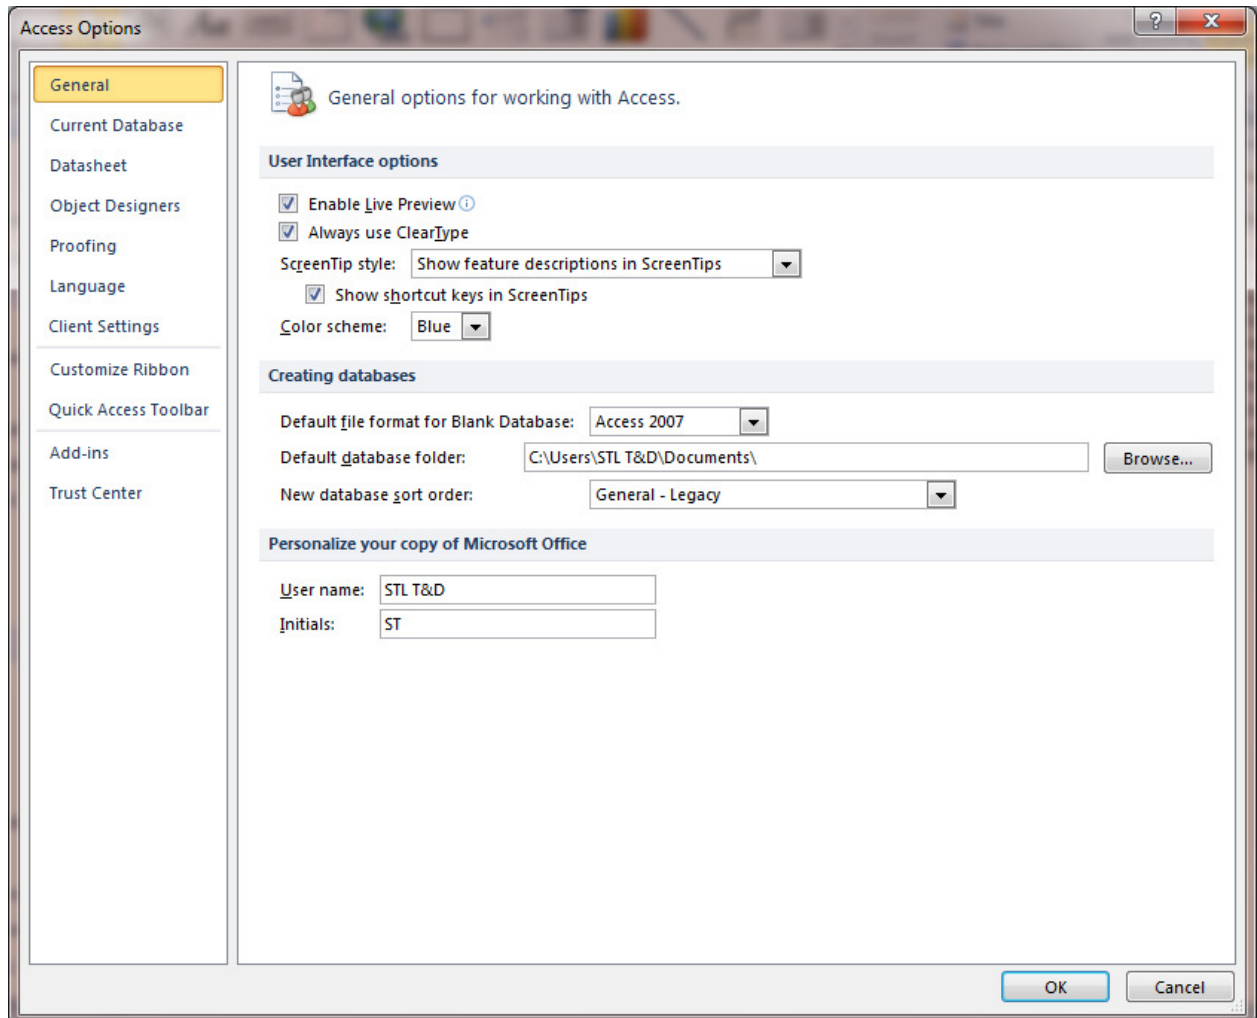 Access Options
General
Current Database
Datasheet
Object Designers
Proofing
Language
Client Settings
Customize Ribbon
Quick Access Toolbar
Add-ins
Trust Center
General options for working with Access.
User Interface options
Enable Live Preview
Always use ClearType
ScreenTip style: Show feature descriptions in ScreenTips
Show shortcut keys in ScreenTips
Color scheme: Blue
Creating databases
Default file format for Blank Database: Access 2007
Default database folder: C:\Users\STL T&D\Documents\ Browse...
New database sort order: General - Legacy
Personalize your copy of Microsoft Office
User name: STL T&D
Initials: ST
OK Cancel